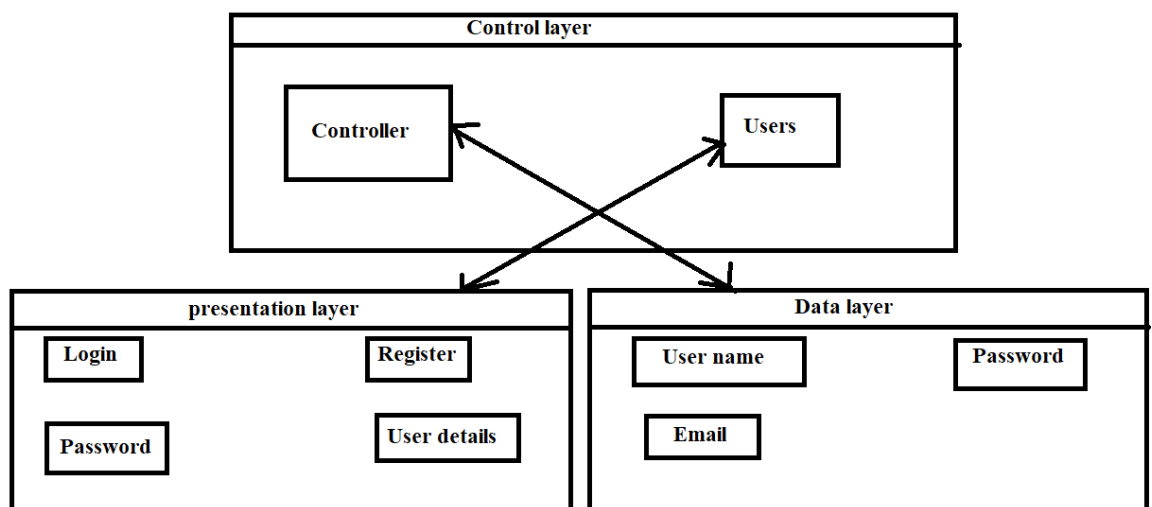 Control layer
Controller
Users
presentation layer
Login
Register
Password
User details
Data layer
User name
Password
Email